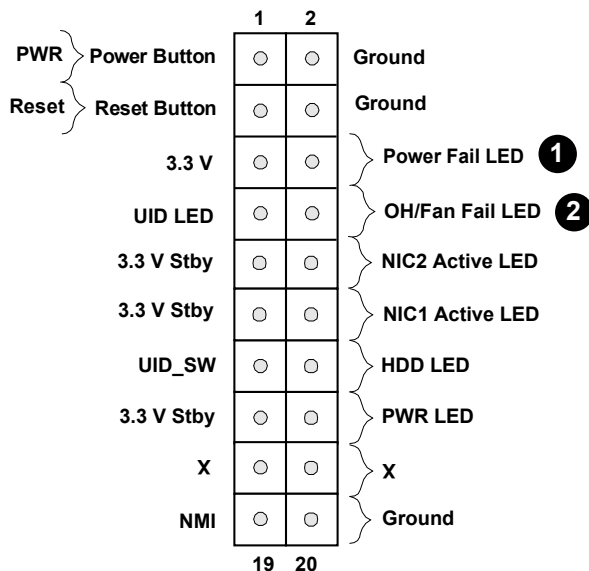 1 2
PWR Power Button Ground
Reset Reset Button Ground
3.3 V Power Fail LED 1
UID LED OH/Fan Fail LED 2
3.3 V Stby NIC2 Active LED
3.3 V Stby NIC1 Active LED
UID_SW HDD LED
3.3 V Stby PWR LED
X X
NMI Ground
19 20